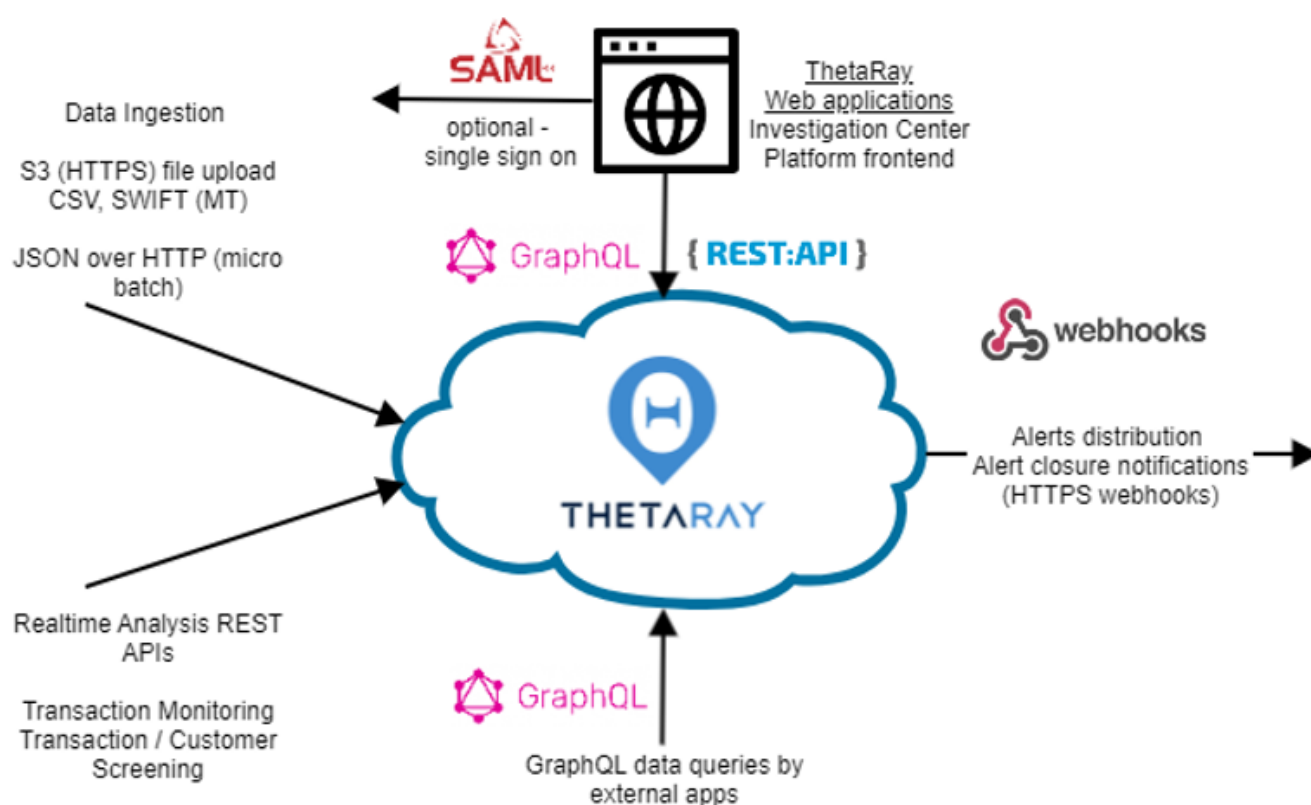 SAML
optional -
single sign on
ThetaRay
Web applications
Investigation Center
Platform frontend
Data Ingestion
S3 (HTTPS) file upload
CSV, SWIFT (MT)
JSON over HTTP (micro
batch)
GraphQL
{ REST:API }
webhooks
THETARAY
Alerts distribution
Alert closure notifications
(HTTPS webhooks)
Realtime Analysis REST
APIs
Transaction Monitoring
Transaction / Customer
Screening
GraphQL
GraphQL data queries by
external apps